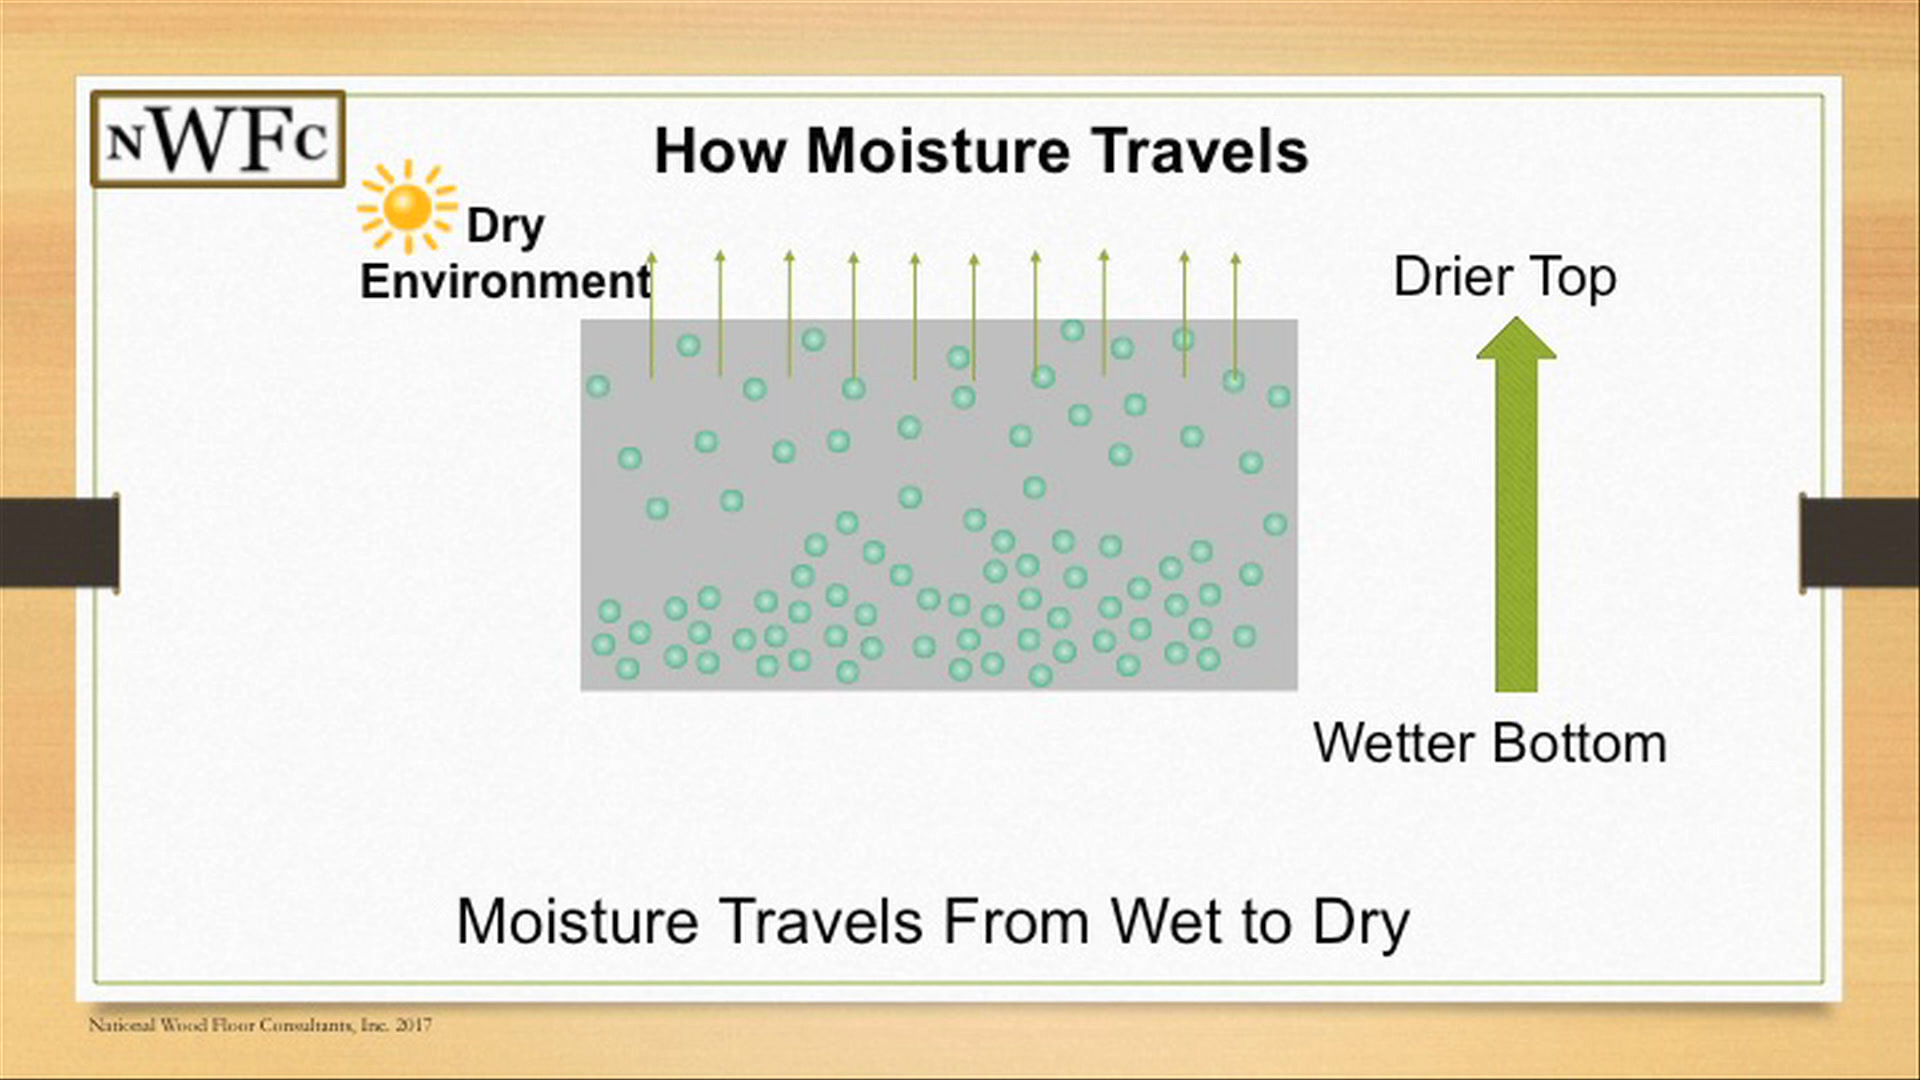 NWFC
How Moisture Travels
Dry
Environment
Drier Top
Wetter Bottom
Moisture Travels From Wet to Dry
National Wood Floor Consultants, Inc. 2017